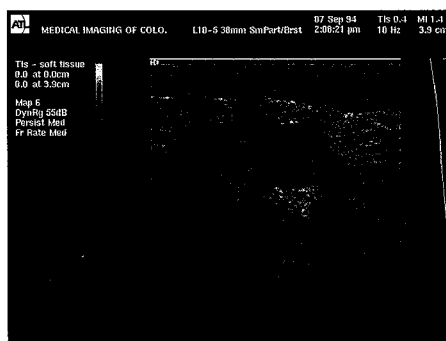 ATL MEDICAL IMAGING OF COLO. L10-5 38mm SmPart/Brst 07 Sep 94 2:08:21 pm TIs 0.4 10 Hz MI 1.4 3.9 cm
TIs - soft tissue
0.0 at 0.0cm
0.0 at 3.9cm
Map 6
DynRg 55dB
Persist Med
Fr Rate Med